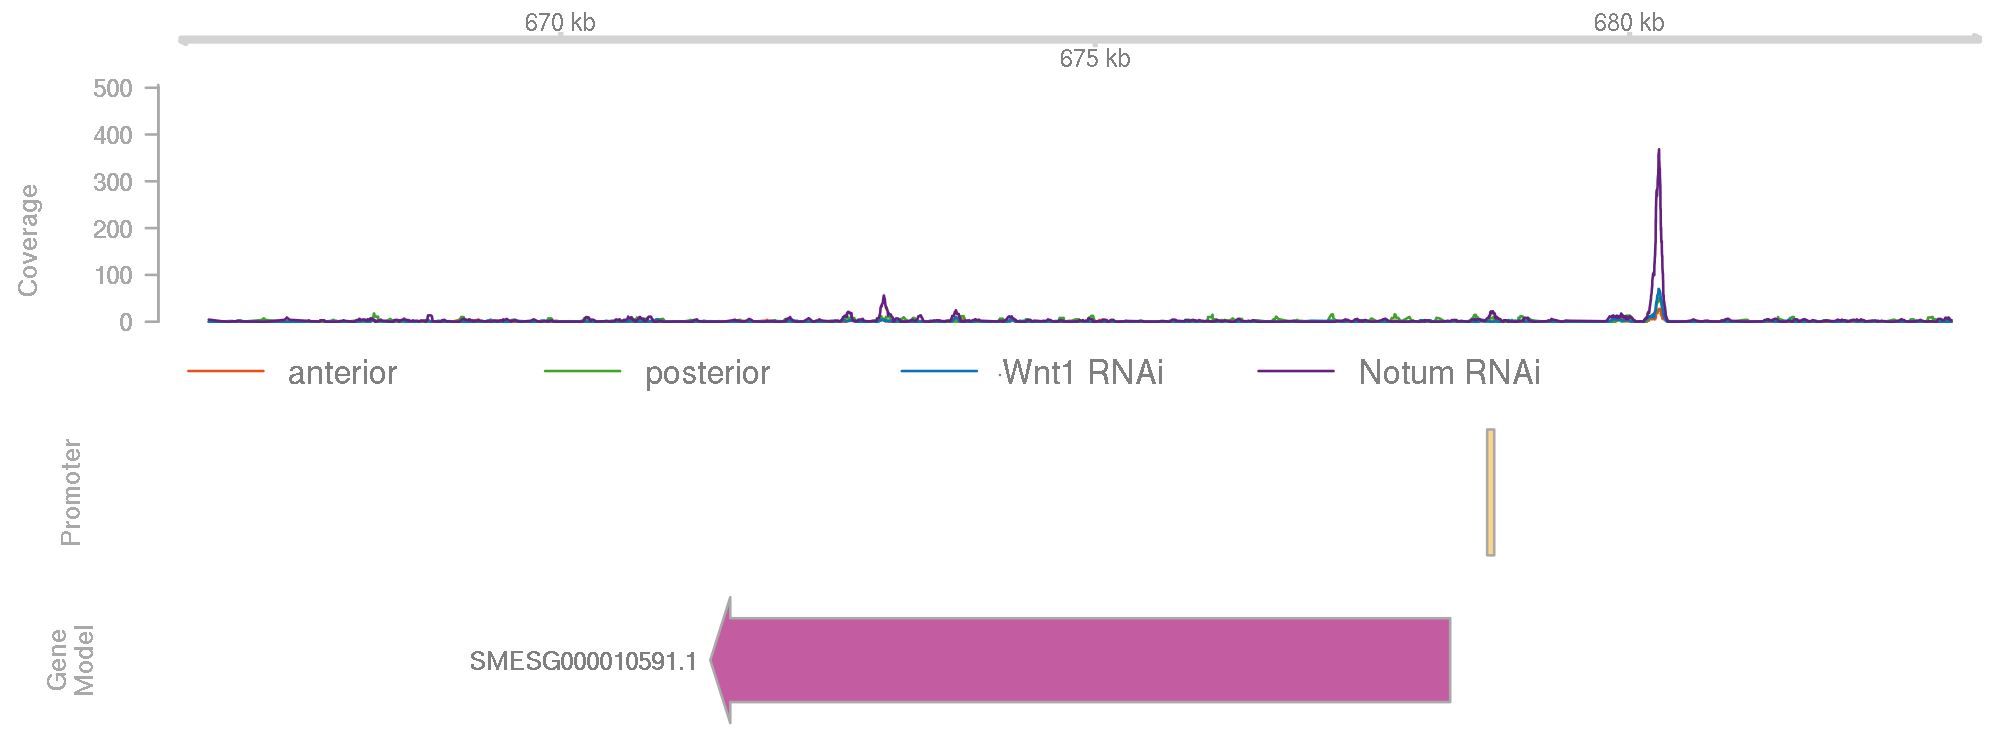 670 kb
680 kb
675 kb
500
400
300
200
100
0
Coverage
anterior
posterior
Wnt1 RNAi
Notum RNAi
Promoter
Gene
Model
SMESG000010591.1